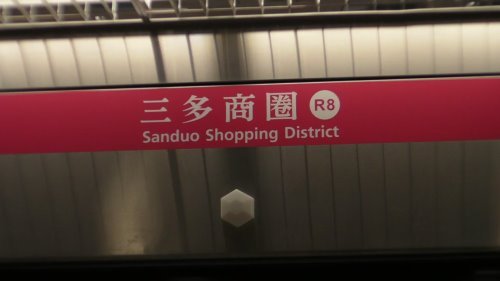 三多商圈 R8
Sanduo Shopping District